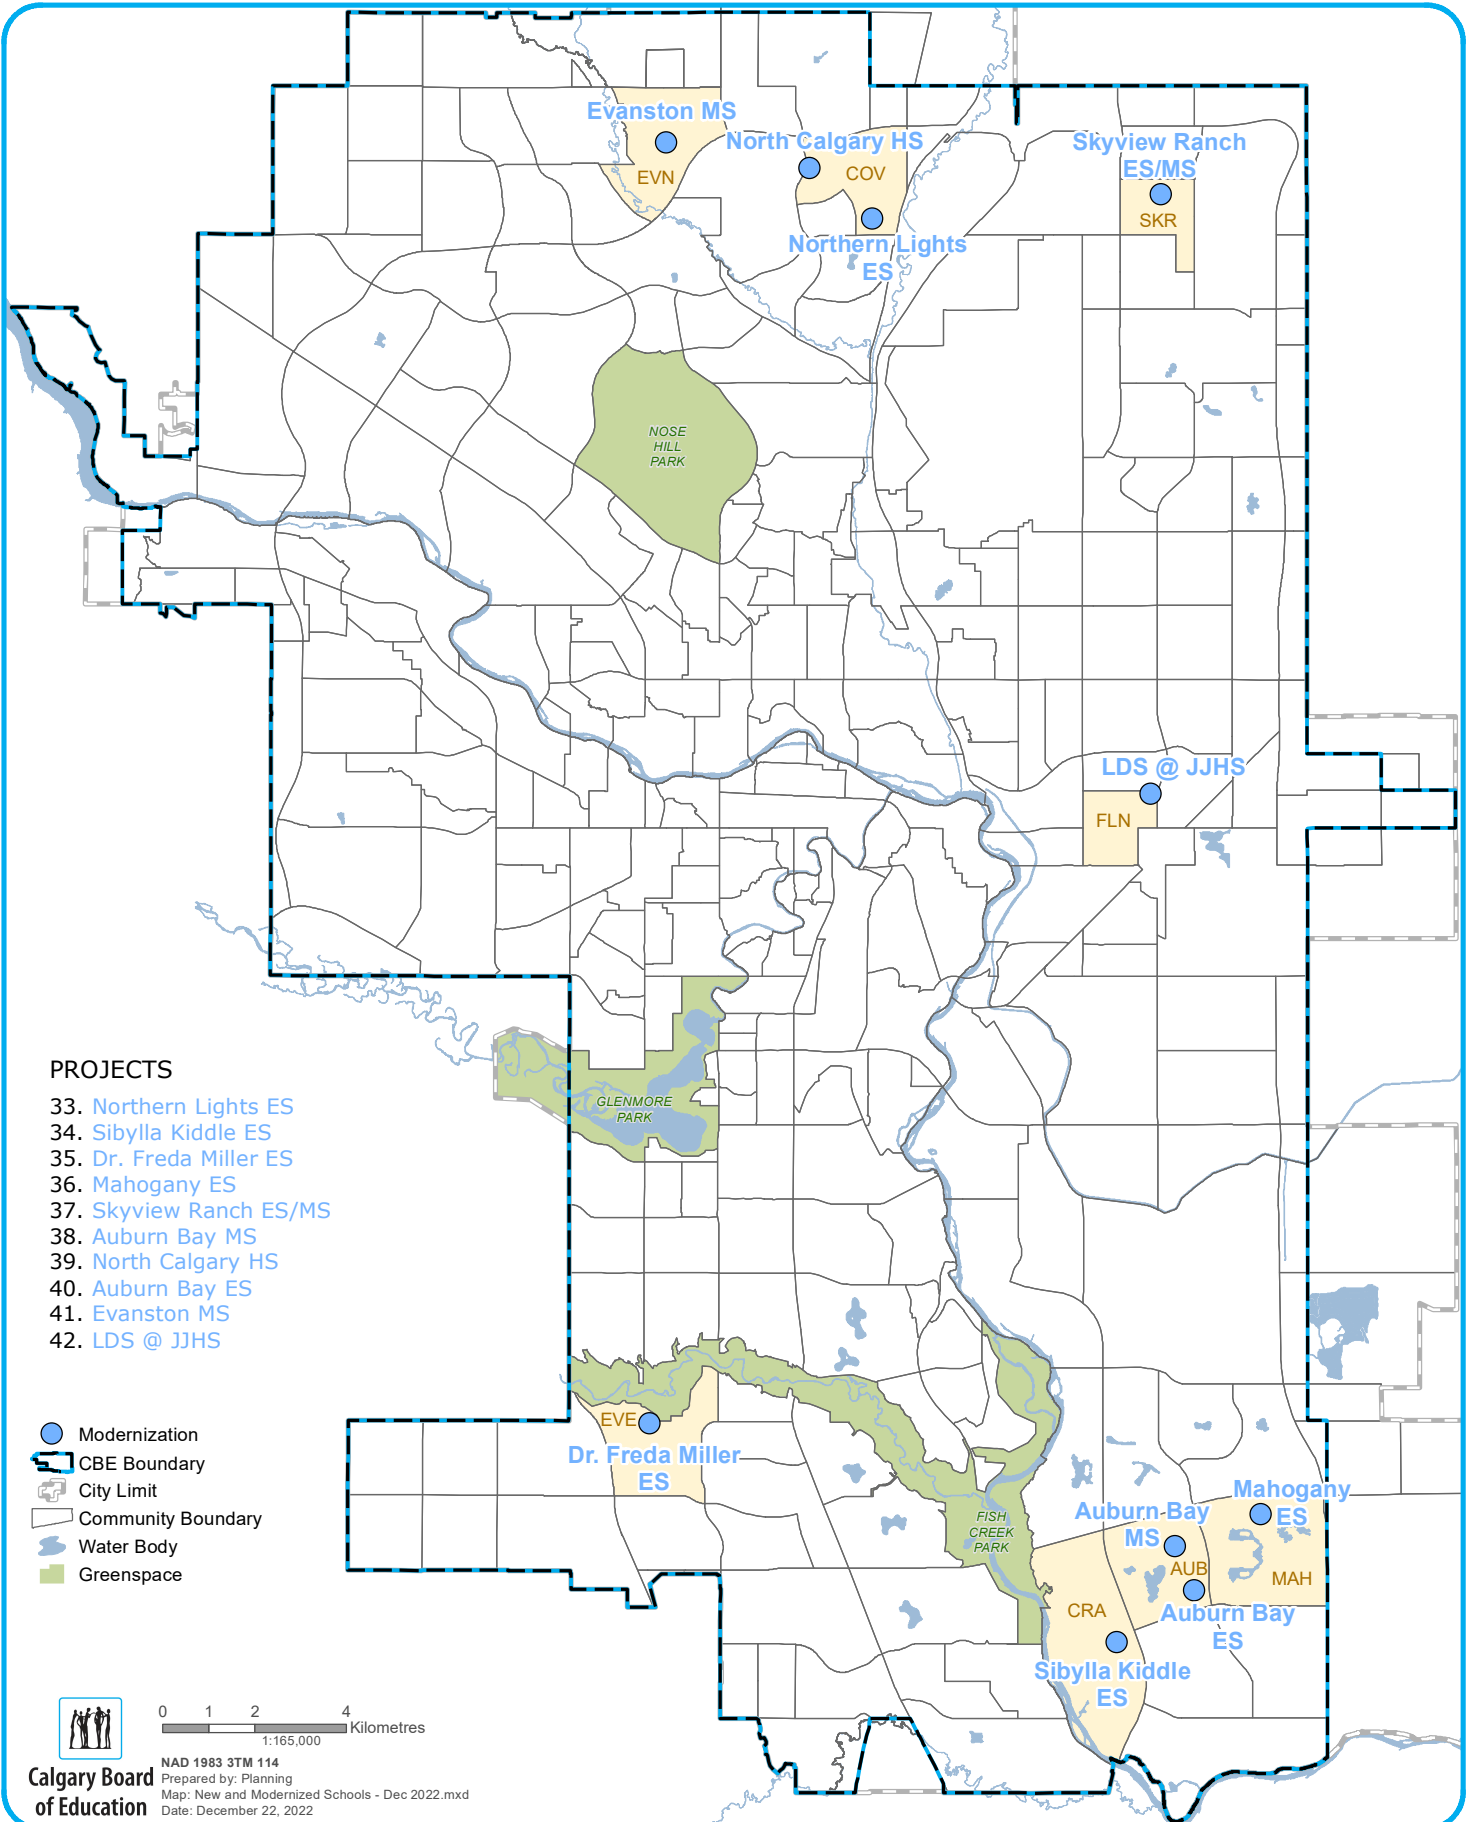 Evanston MS
North Calgary HS
Skyview Ranch
ES/MS
EVN
COV
SKR
Northern Lights
ES
NOSE
HILL
PARK
LDS @ JJHS
FLN
GLENMORE
PARK
PROJECTS
33. Northern Lights ES
34. Sibylla Kiddle ES
35. Dr. Freda Miller ES
36. Mahogany ES
37. Skyview Ranch ES/MS
38. Auburn Bay MS
39. North Calgary HS
40. Auburn Bay ES
41. Evanston MS
42. LDS @ JJHS
EVE
Dr. Freda Miller
ES
Mahogany
ES
Auburn Bay
MS
FISH
CREEK
PARK
AUB
MAH
CRA
Auburn Bay
ES
Sibylla Kiddle
ES
Modernization
CBE Boundary
City Limit
Community Boundary
Water Body
Greenspace
0 1 2 4
Kilometres
1:165,000
Calgary Board
of Education
NAD 1983 3TM 114
Prepared by: Planning
Map: New and Modernized Schools - Dec 2022.mxd
Date: December 22, 2022